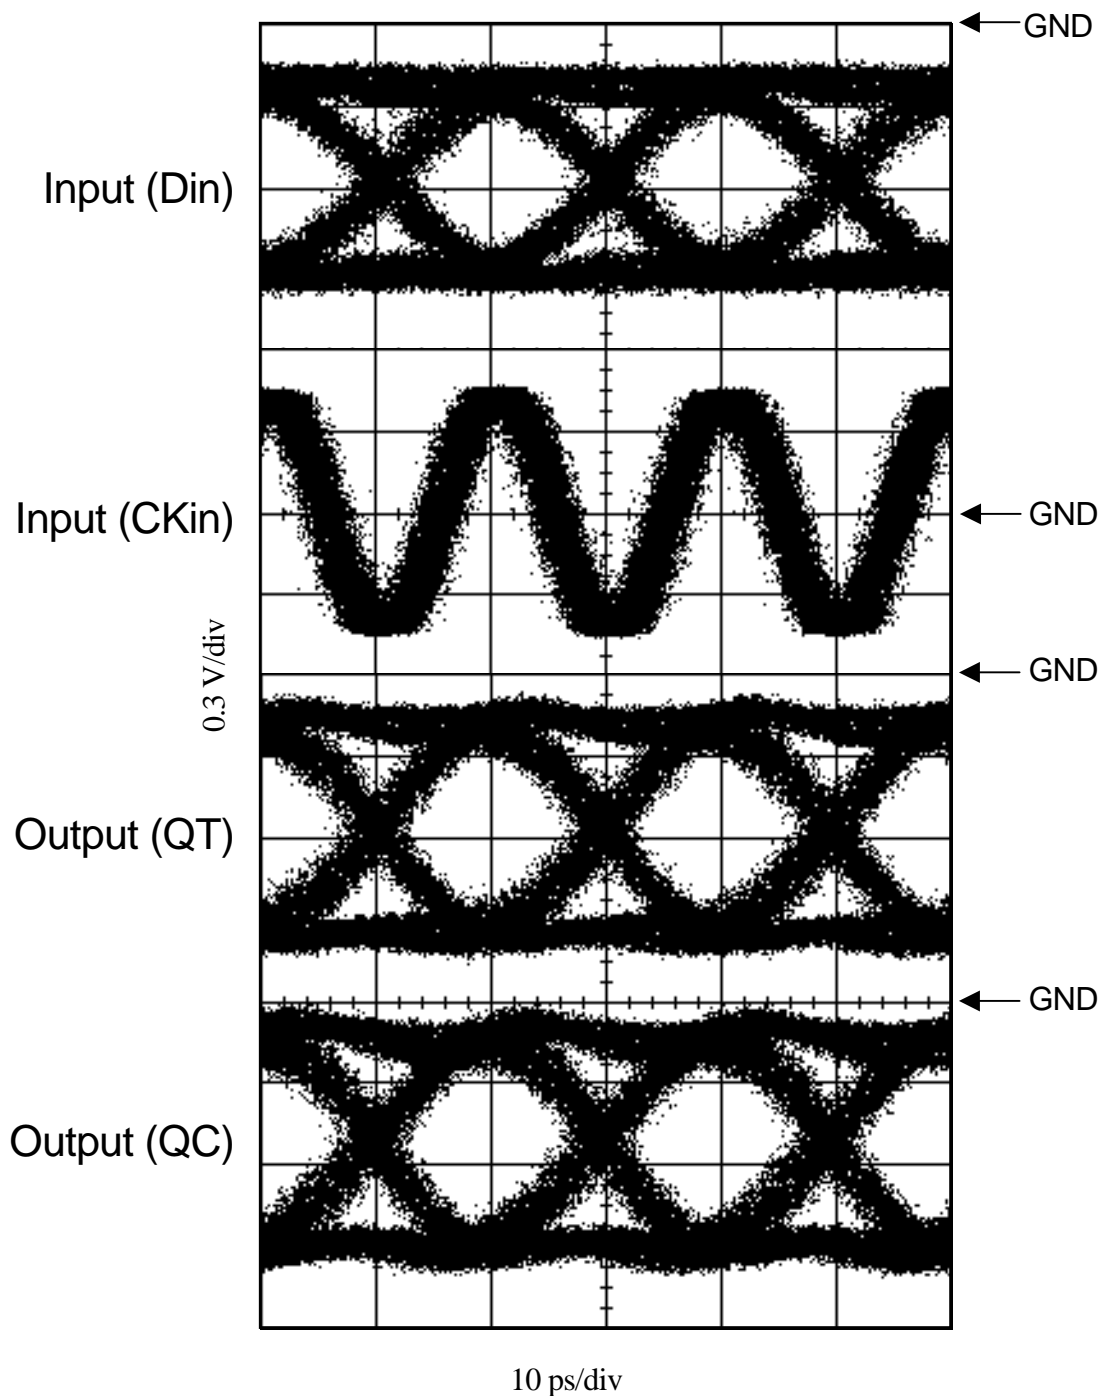 GND
Input (Din)
Input (CKin)
GND
0.3 V/div
GND
Output (QT)
GND
Output (QC)
10 ps/div